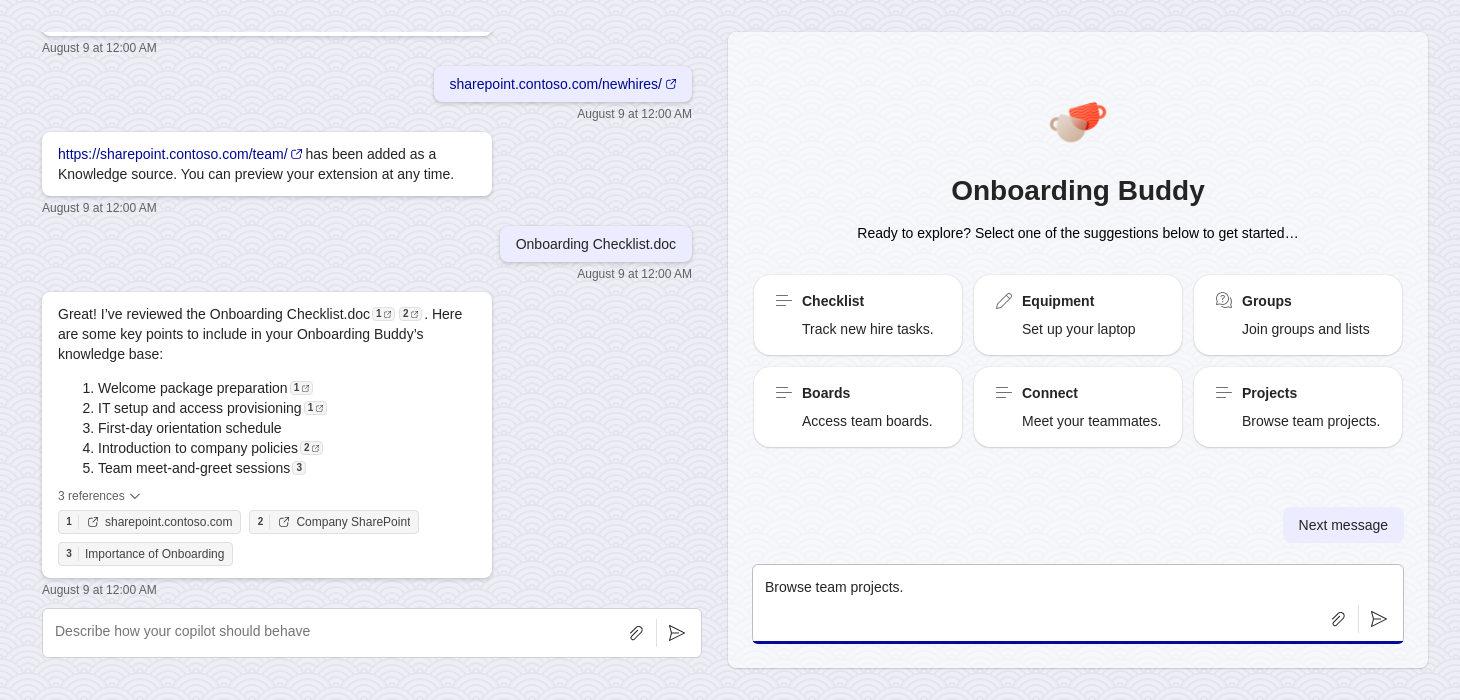 August 9 at 12:00 AM
sharepoint.contoso.com/newhires/
August 9 at 12:00 AM
https://sharepoint.contoso.com/team/ has been added as a
Knowledge source. You can preview your extension at any time.
August 9 at 12:00 AM
Onboarding Checklist.doc
August 9 at 12:00 AM
Great! I’ve reviewed the Onboarding Checklist.doc 1 2 . Here
are some key points to include in your Onboarding Buddy’s
knowledge base:
1. Welcome package preparation 1
2. IT setup and access provisioning 1
3. First-day orientation schedule
4. Introduction to company policies 2
5. Team meet-and-greet sessions 3
3 references
1 sharepoint.contoso.com 2 Company SharePoint
3 Importance of Onboarding
August 9 at 12:00 AM
Describe how your copilot should behave
Onboarding Buddy
Ready to explore? Select one of the suggestions below to get started…
Checklist
Track new hire tasks.
Equipment
Set up your laptop
Groups
Join groups and lists
Boards
Access team boards.
Connect
Meet your teammates.
Projects
Browse team projects.
Next message
Browse team projects.